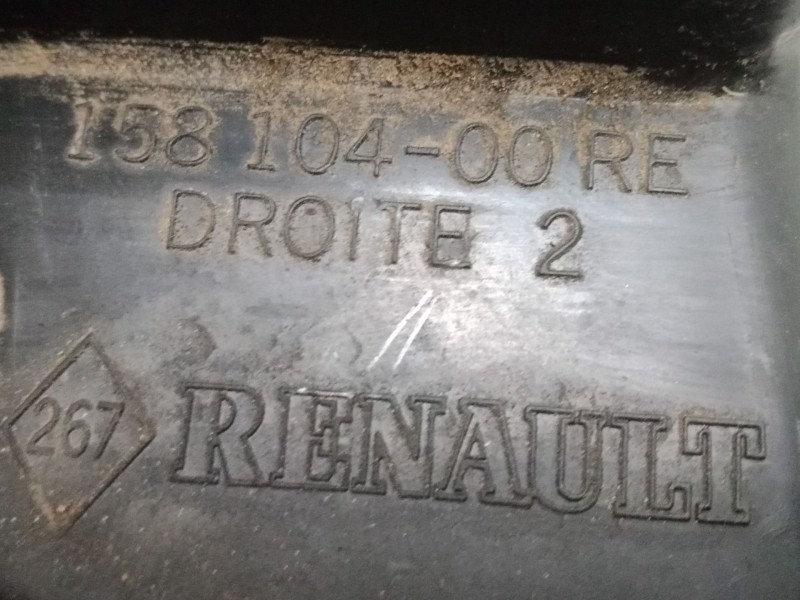 158 104-00 RE
DROITE 2
267 RENAULT